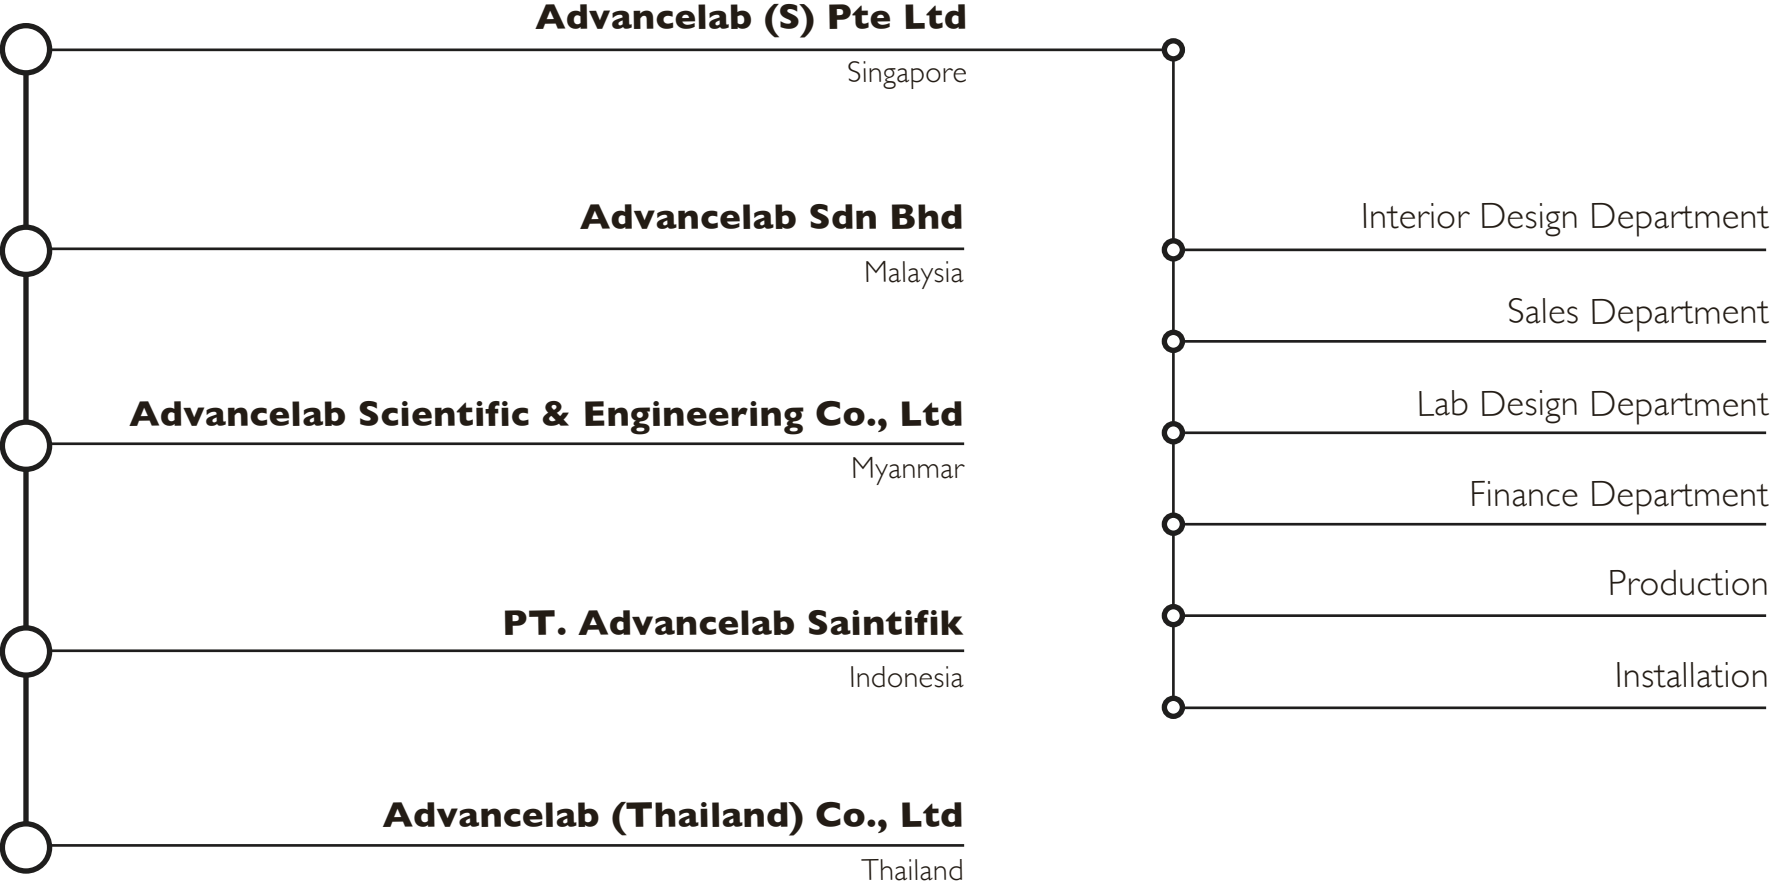 Advancelab (S) Pte Ltd
Singapore
Advancelab Sdn Bhd
Malaysia
Advancelab Scientific & Engineering Co., Ltd
Myanmar
PT. Advancelab Saintifik
Indonesia
Advancelab (Thailand) Co., Ltd
Thailand
Interior Design Department
Sales Department
Lab Design Department
Finance Department
Production
Installation